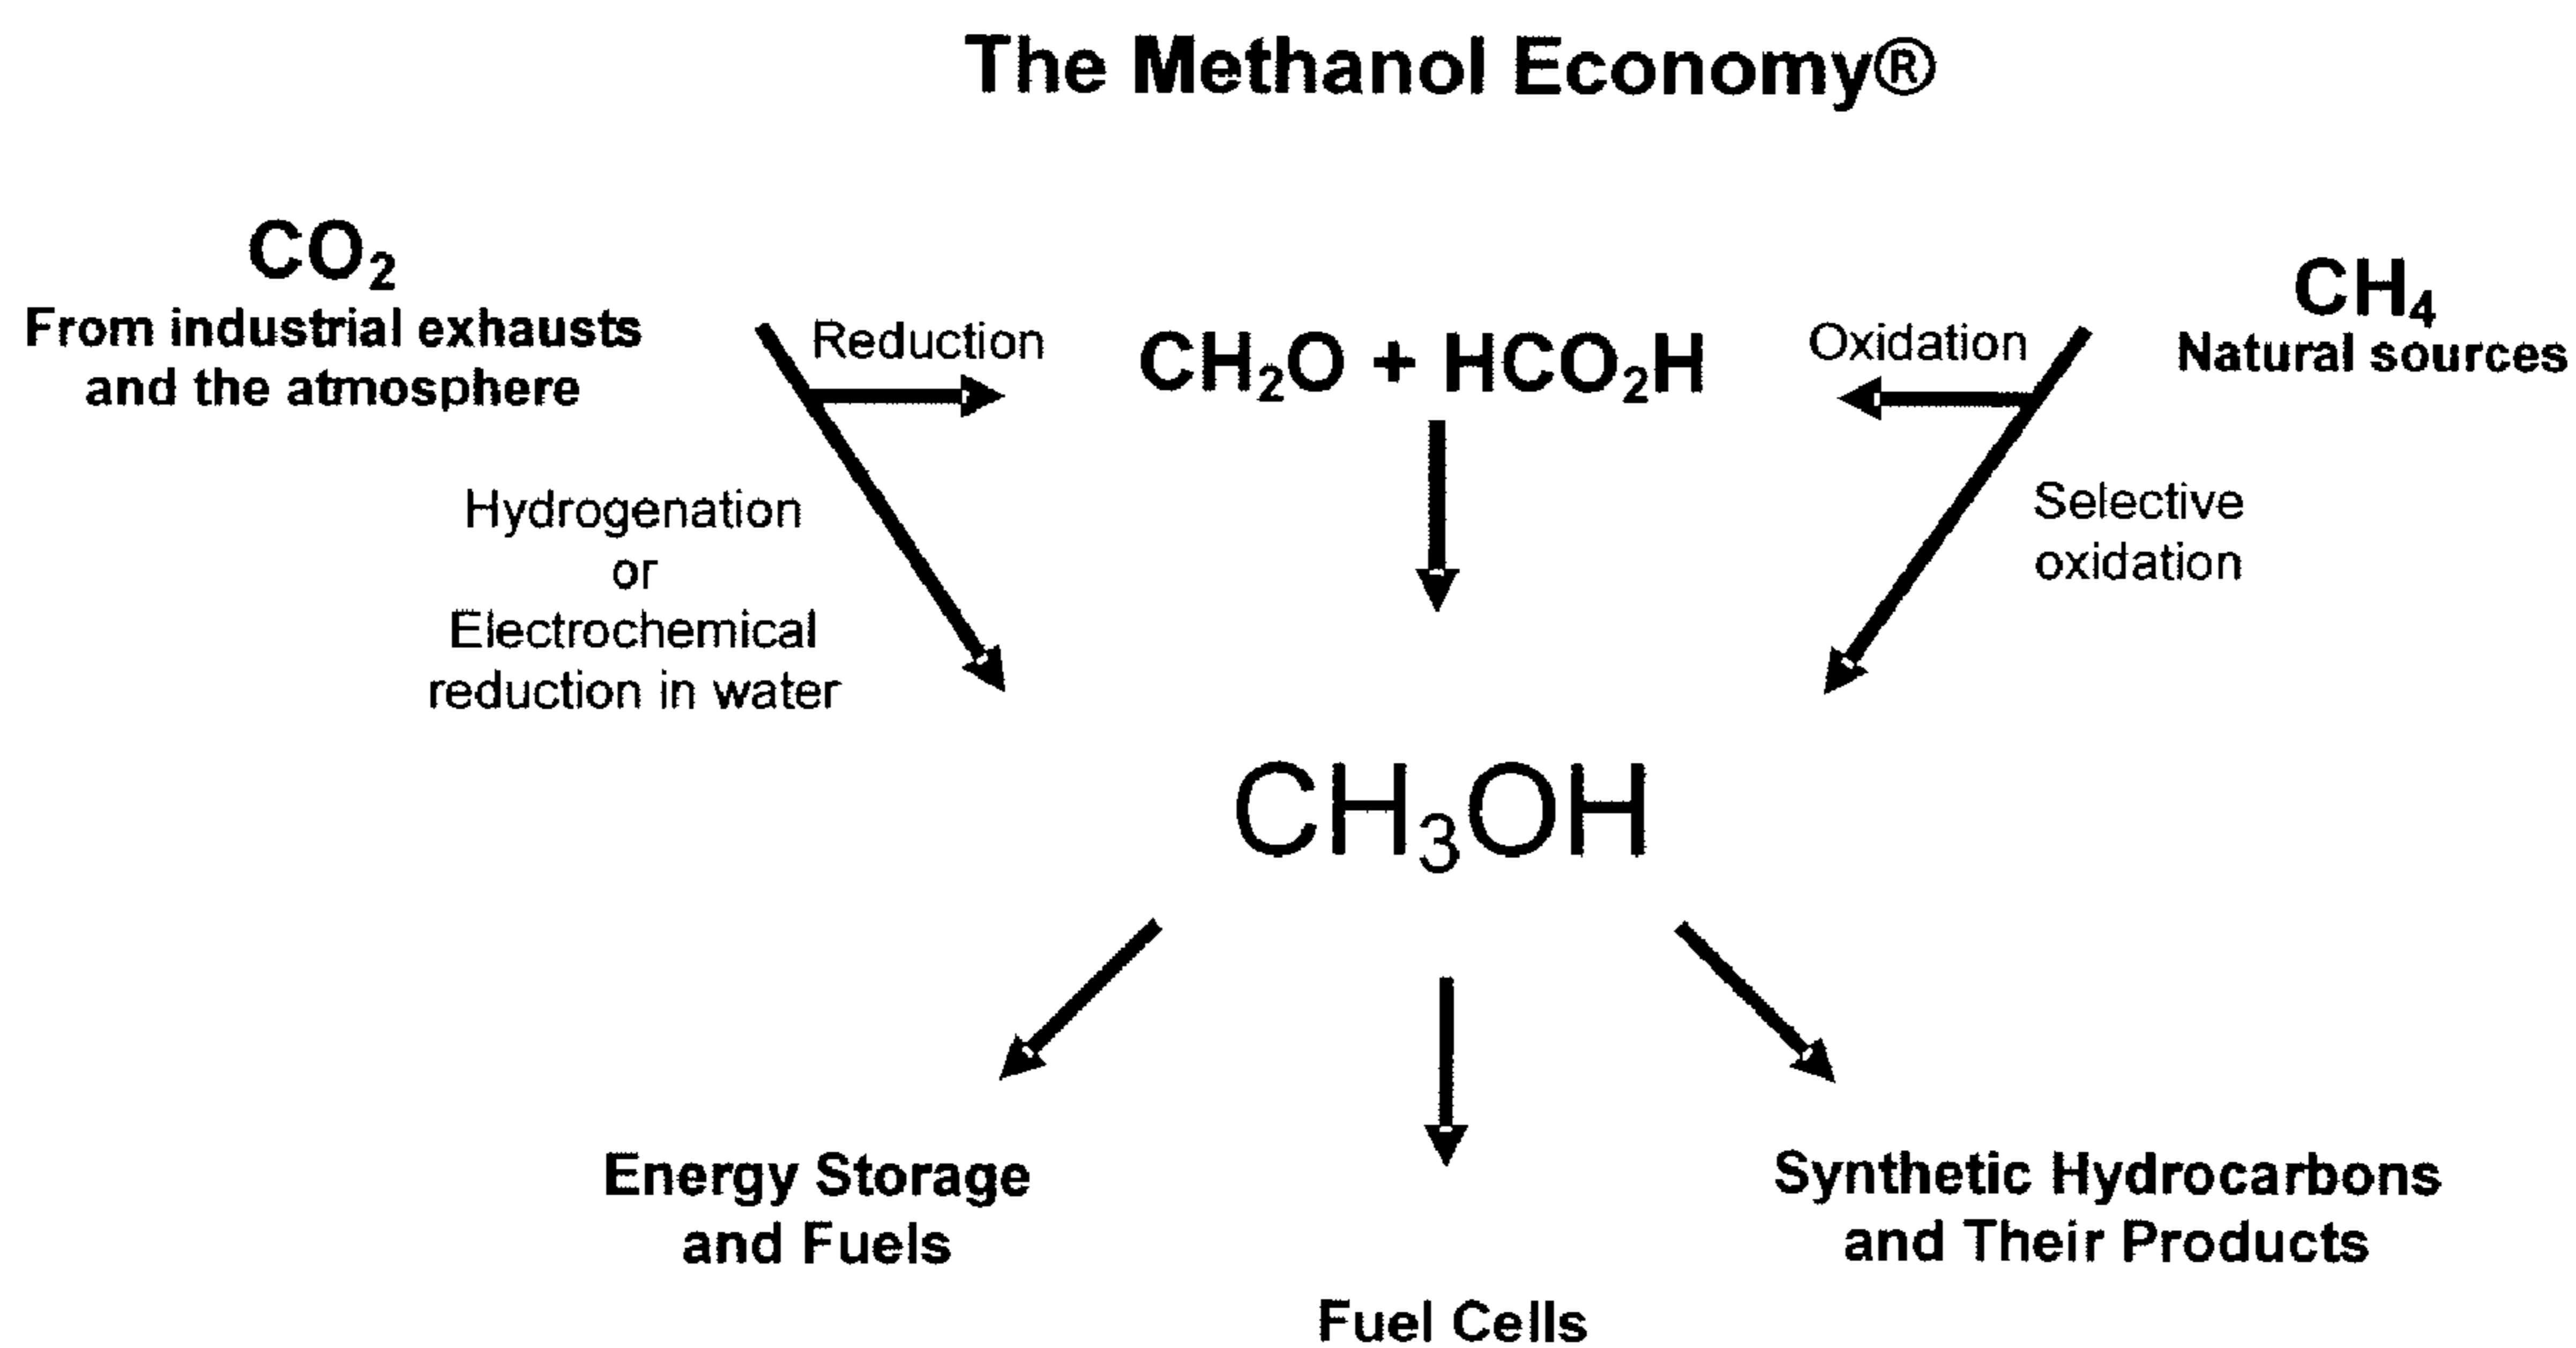 The Methanol Economy®
CO₂
From industrial exhausts
and the atmosphere
Reduction
CH₂O + HCO₂H
Oxidation
CH₄
Natural sources
Hydrogenation
or
Electrochemical
reduction in water
Selective
oxidation
CH₃OH
Energy Storage
and Fuels
Fuel Cells
Synthetic Hydrocarbons
and Their Products